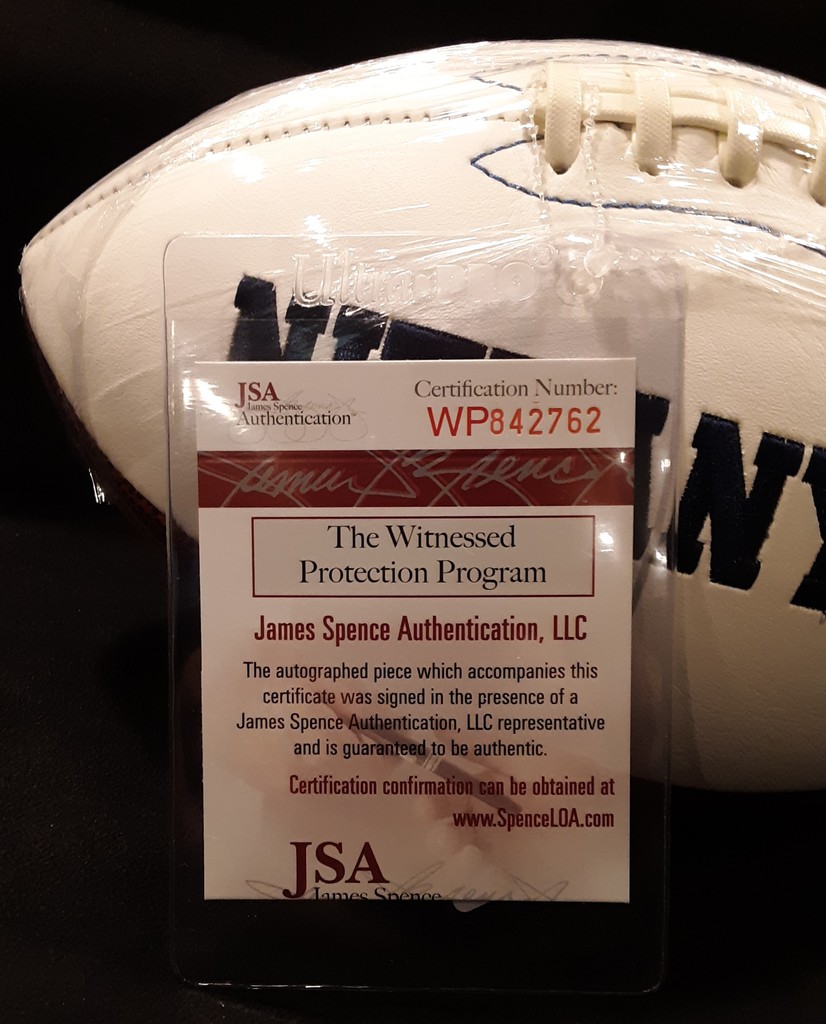 Ultra PRO
JSA
James Spence
Authentication
Certification Number:
WP842762
The Witnessed
Protection Program
James Spence Authentication, LLC
The autographed piece which accompanies this
certificate was signed in the presence of a
James Spence Authentication, LLC representative
and is guaranteed to be authentic.
Certification confirmation can be obtained at
www.SpenceLOA.com
JSA
James Spence